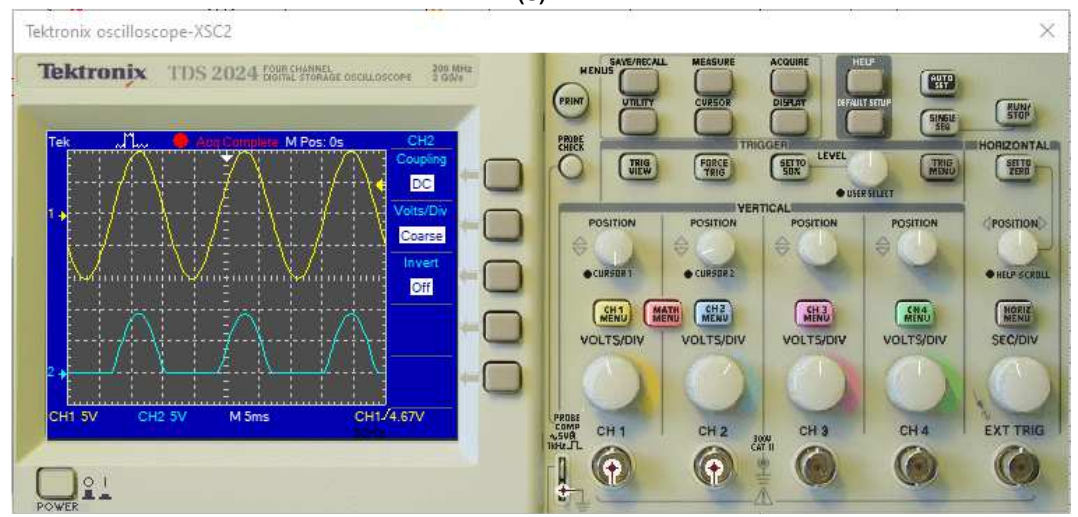 Tektronix oscilloscope-XSC2
Tektronix TDS 2024 FOUR CHANNEL DIGITAL STORAGE OSCILLOSCOPE
200 MHz
2 GS/s
Tek Acq Complete M Pos: 0s CH2
Coupling
DC
Volts/Div
Coarse
Invert
Off
1
2
CH1 5V CH2 5V M 5ms CH1 4.67V
POWER
MENUS
SAVE/RECALL MEASURE ACQUIRE HELP
PRINT
UTILITY CURSOR DISPLAY DEFAULT SETUP
AUTO SET
SINGLE SEQ
RUN/ STOP
PROBE CHECK
TRIGGER
TRIG VIEW
FORCE TRIG
SET TO 50%
LEVEL
USER SELECT
TRIG MENU
HORIZONTAL
SET TO ZERO
VERTICAL
POSITION POSITION POSITION POSITION POSITION
CURSOR 1 CURSOR 2 HELP SCROLL
CH 1 MENU
MATH MENU
CH 2 MENU
CH 3 MENU
CH 4 MENU
HORIZ MENU
VOLTS/DIV VOLTS/DIV VOLTS/DIV VOLTS/DIV SEC/DIV
PROBE COMP
1kHz
CH 1 CH 2 CH 3 CH 4 EXT TRIG
300V
CAT II